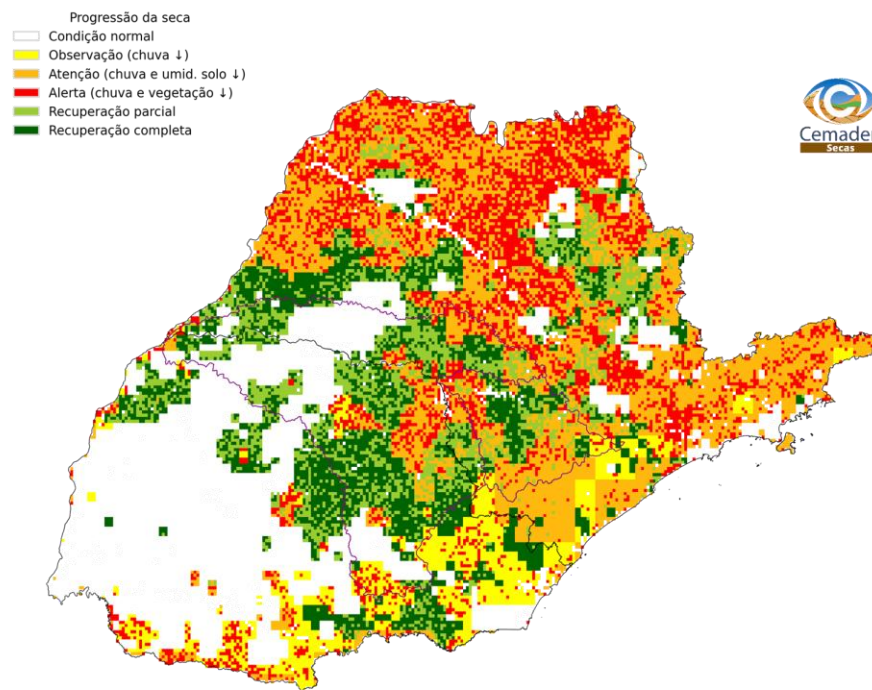 Progressão da seca
Condição normal
Observação (chuva ↓)
Atenção (chuva e umid. solo ↓)
Alerta (chuva e vegetação ↓)
Recuperação parcial
Recuperação completa
Cemaden
Secas